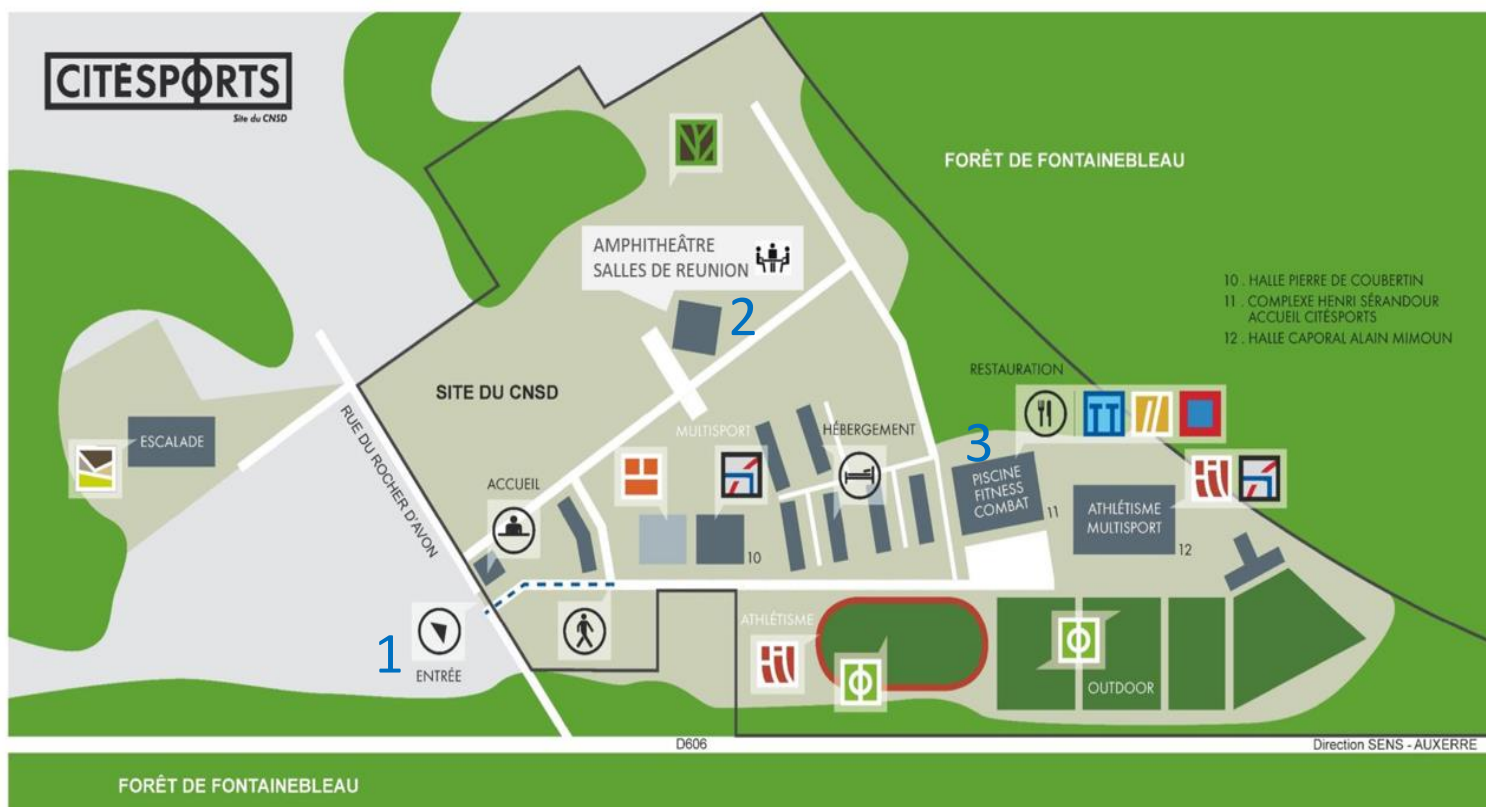 CITÉSPORTS
Site du CNSD
FORÊT DE FONTAINEBLEAU
AMPHITHEÂTRE
SALLES DE REUNION
2
10 . HALLE PIERRE DE COUBERTIN
11 . COMPLEXE HENRI SÉRANDOUR
ACCUEIL CITÉSPORTS
12 . HALLE CAPORAL ALAIN MIMOUN
RESTAURATION
SITE DU CNSD
RUE DU ROCHER D'AVON
ESCALADE
MULTISPORT
HÉBERGEMENT
3
PISCINE
FITNESS
COMBAT
11
ATHLÉTISME
MULTISPORT
12
ACCUEIL
10
1
ENTRÉE
ATHLÉTISME
OUTDOOR
D606
Direction SENS - AUXERRE
FORÊT DE FONTAINEBLEAU